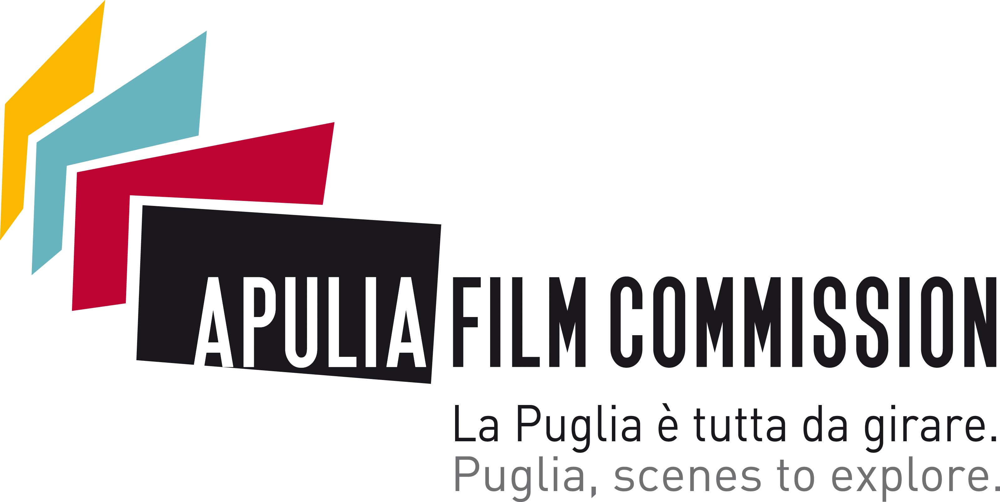 APULIA FILM COMMISSION
La Puglia è tutta da girare.
Puglia, scenes to explore.